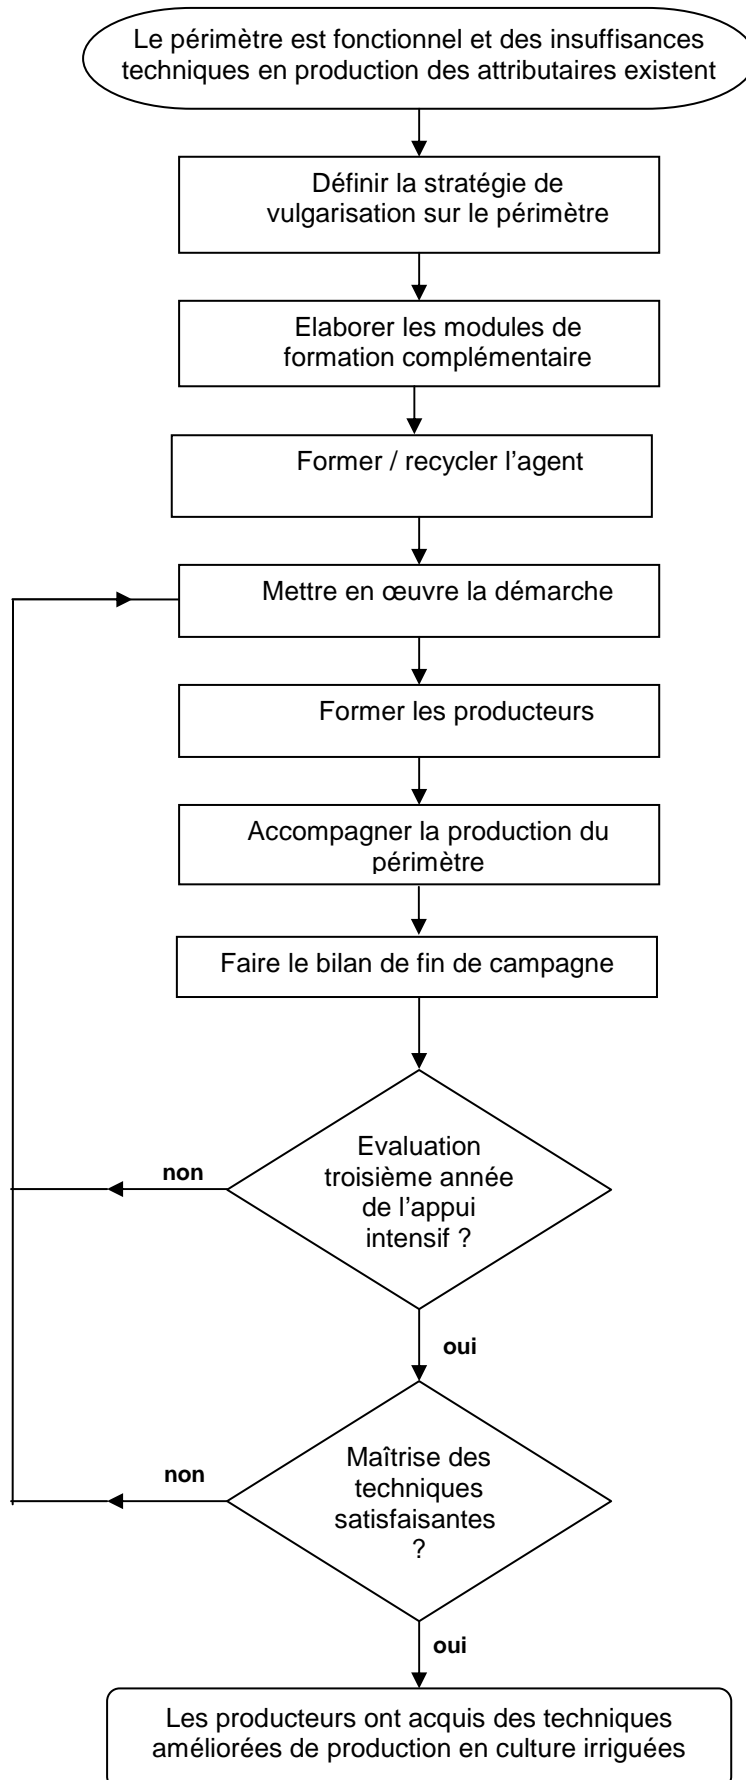 Le périmètre est fonctionnel et des insuffisances
techniques en production des attributaires existent
Définir la stratégie de
vulgarisation sur le périmètre
Elaborer les modules de
formation complémentaire
Former / recycler l’agent
Mettre en œuvre la démarche
Former les producteurs
Accompagner la production du
périmètre
Faire le bilan de fin de campagne
Evaluation
troisième année
de l’appui
intensif ?
non
oui
Maîtrise des
techniques
satisfaisantes
?
non
oui
Les producteurs ont acquis des techniques
améliorées de production en culture irriguées